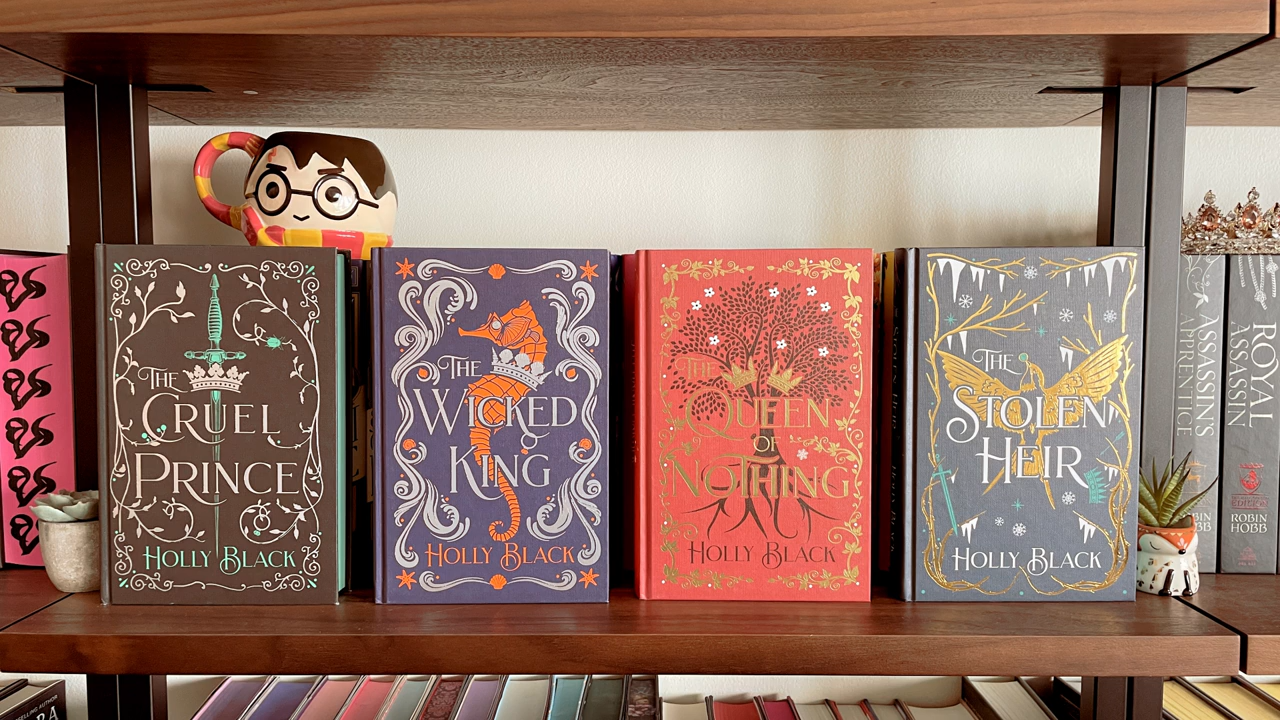 THE
CRUEL
PRINCE
HOLLY BLACK
THE
WICKED
KING
HOLLY BLACK
THE
QUEEN
OF
NOTHING
HOLLY BLACK
THE
STOLEN
HEIR
HOLLY BLACK
ASSASSIN'S
APPRENTICE
ROBIN
HOBB
ROYAL
ASSASSIN
ROBIN
HOBB